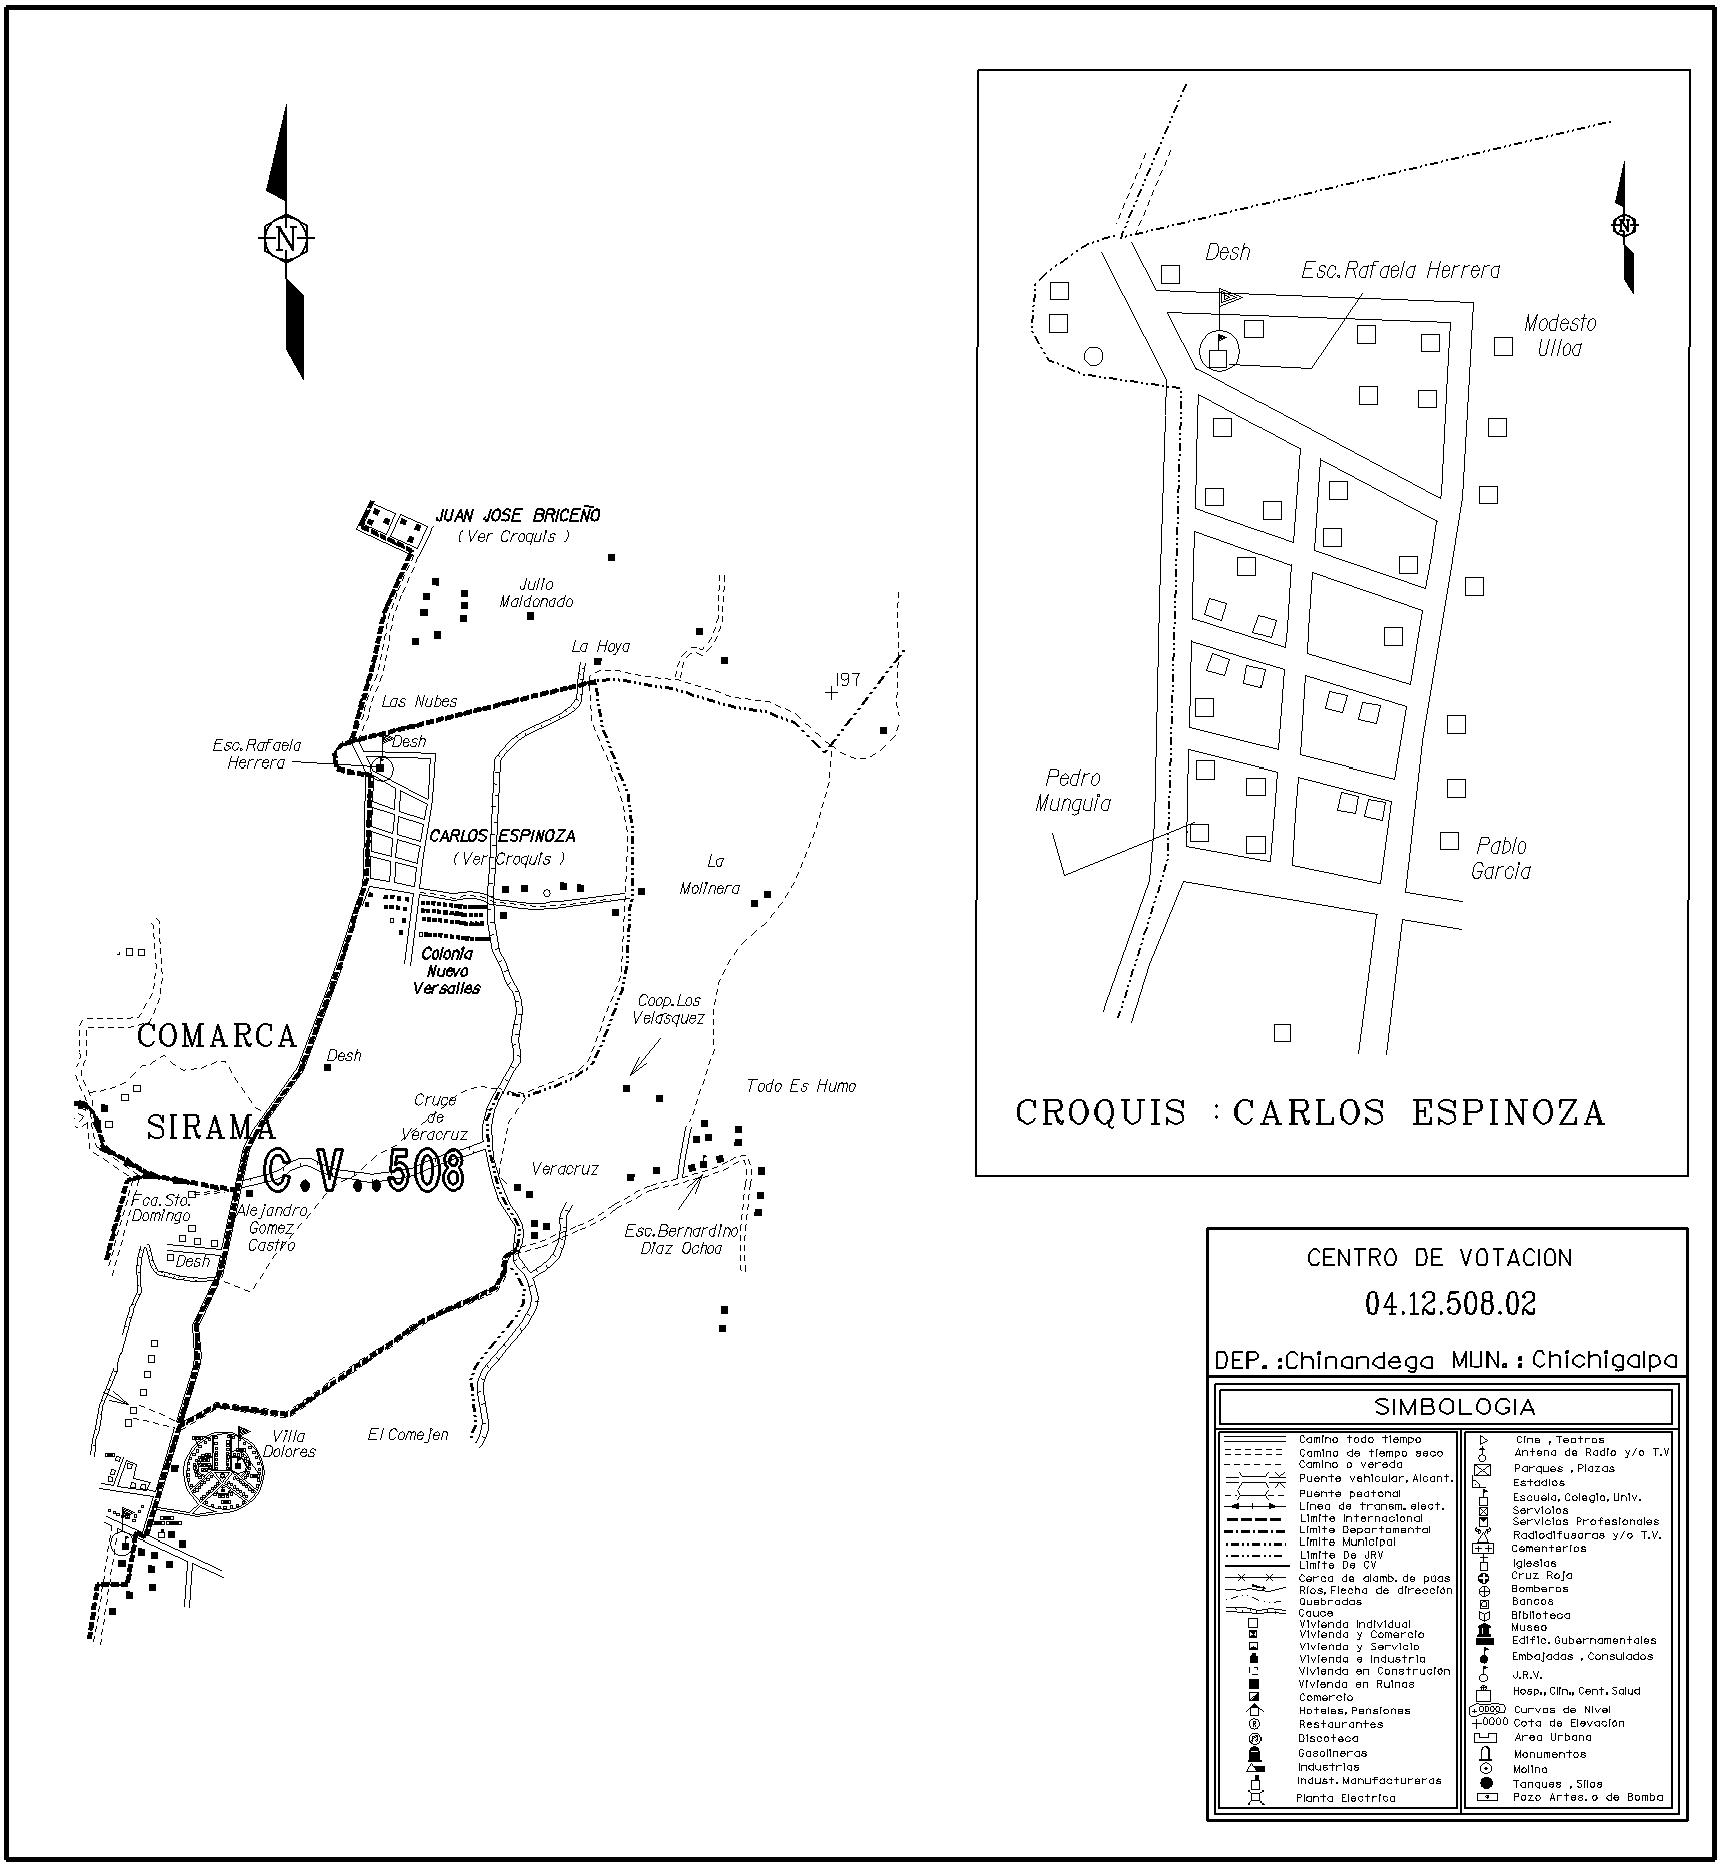 N
JUAN JOSE BRICEÑO
(Ver Croquis )
Julio
Maldonado
La Hoya
197
Las Nubes
Desh
Esc.Rafaela
Herrera
CARLOS ESPINOZA
(Ver Croquis )
La
Molinera
Colonia
Nuevo
Versalles
Coop.Los
Velasquez
COMARCA
SIRAMA
Desh
Cruce
de
Veracruz
Todo Es Humo
C.V..508
Veracruz
Fca.Sto.
Domingo
Alejandro
Gomez
Castro
Desh
Esc.Bernardino
Diaz Ochoa
El Comejen
Villa
Dolores
N
Desh
Esc.Rafaela Herrera
Modesto
Ulloa
Pedro
Munguia
Pablo
Garcia
CROQUIS : CARLOS ESPINOZA
CENTRO DE VOTACION
04.12.508.02
DEP.:Chinandega MUN.: Chichigalpa
SIMBOLOGIA
Camino todo tiempo
Camino de tiempo seco
Camino o vereda
Puente vehicular, Alcant.
Puente peatonal
Línea de transm. elect.
Limite Internacional
Limite Departamental
Limite Municipal
Limite De JRV
Limite De CV
Cerca de alamb. de púas
Ríos, Flecha de dirección
Quebradas
Cauce
Vivienda Individual
Vivienda y Comercio
Vivienda y Servicio
Vivienda e Industria
Vivienda en Construción
Vivienda en Ruinas
Comercio
Hoteles, Pensiones
R Restaurantes
Discoteca
Gasolineras
Industrias
Indust. Manufactureras
Planta Electrica
Cine , Teatros
Antena de Radio y/o T.V
Parques , Plazas
Estadios
Escuela, Colegio, Univ.
Servicios
Servicios Profesionales
Radiodifusoras y/o T.V.
Cementerios
Iglesias
Cruz Roja
Bomberos
Bancos
Biblioteca
Museo
Edific. Gubernamentales
Embajadas , Consulados
J.R.V.
Hosp., Clin., Cent. Salud
+0000 Curvas de Nivel
+0000 Cota de Elevación
Area Urbana
Monumentos
Molino
Tanques , Silos
Pozo Artes. o de Bomba